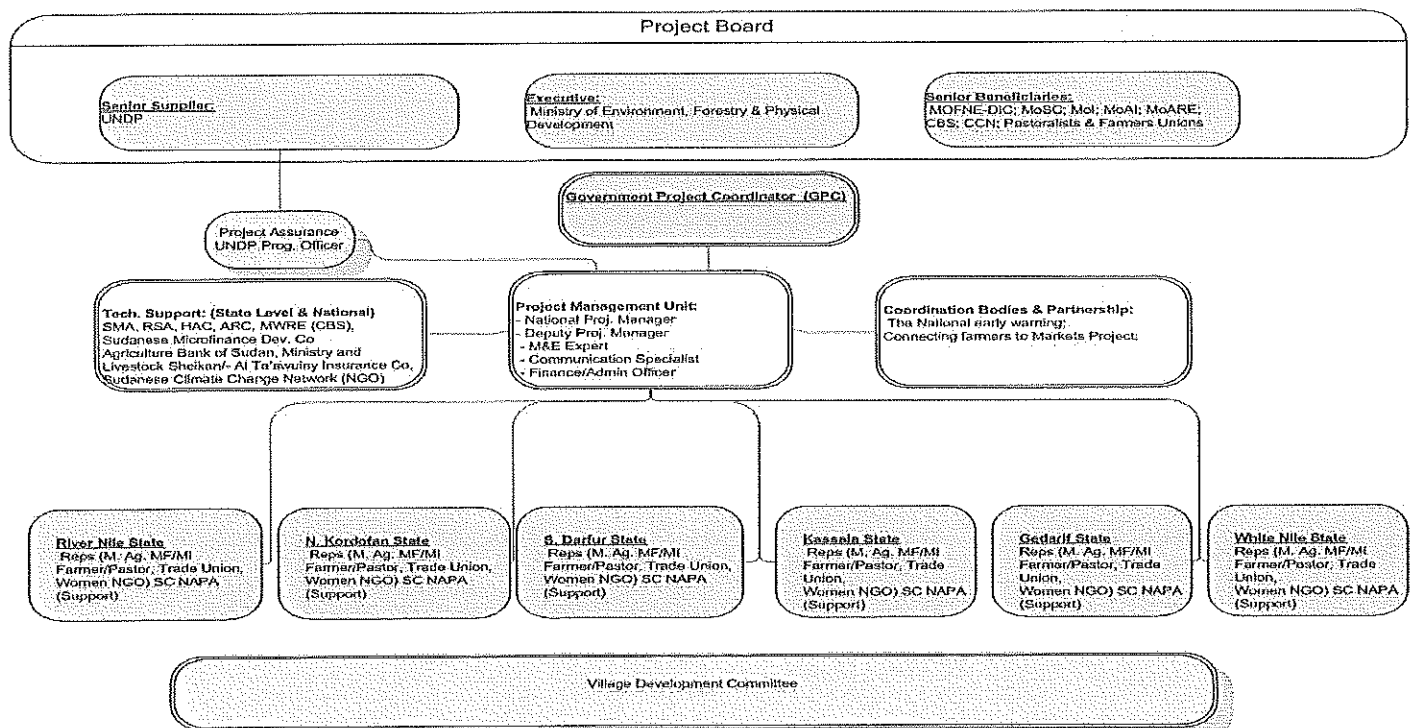 Project Board
Senior Supplier:
UNDP
Executive:
Ministry of Environment, Forestry & Physical
Development
Senior Beneficiaries:
MOFNE-DIC; MoSC; MoI; MoAI; MoARE;
CBS; CCN; Pastoralists & Farmers Unions
Government Project Coordinator (GPC)
Project Assurance
UNDP Prog. Officer
Tech. Support: (State Level & National)
SMA, RSA, HAC, ARC, MWRE (CBS),
Sudanese Microfinance Dev. Co
Agriculture Bank of Sudan, Ministry and
Livestock Sheikan/- Al Ta'awuiny Insurance Co,
Sudanese Climate Change Network (NGO)
Project Management Unit:
- National Proj. Manager
- Deputy Proj. Manager
- M&E Expert
- Communication Specialist
- Finance/Admin Officer
Coordination Bodies & Partnership:
The National early warning;
Connecting farmers to Markets Project;
River Nile State
Reps (M. Ag, MF/MI
Farmer/Pastor, Trade Union,
Women NGO) SC NAPA
(Support)
N. Kordofan State
Reps (M. Ag, MF/MI
Farmer/Pastor, Trade Union,
Women NGO) SC NAPA
(Support)
S. Darfur State
Reps (M. Ag, MF/MI
Farmer/Pastor, Trade Union,
Women NGO) SC NAPA
(Support)
Kassala State
Reps (M. Ag, MF/MI
Farmer/Pastor, Trade
Union,
Women NGO) SC NAPA
(Support)
Gedarif State
Reps (M. Ag, MF/MI
Farmer/Pastor, Trade
Union,
Women NGO) SC NAPA
(Support)
White Nile State
Reps (M. Ag, MF/MI
Farmer/Pastor, Trade
Union,
Women NGO) SC NAPA
(Support)
Village Development Committee